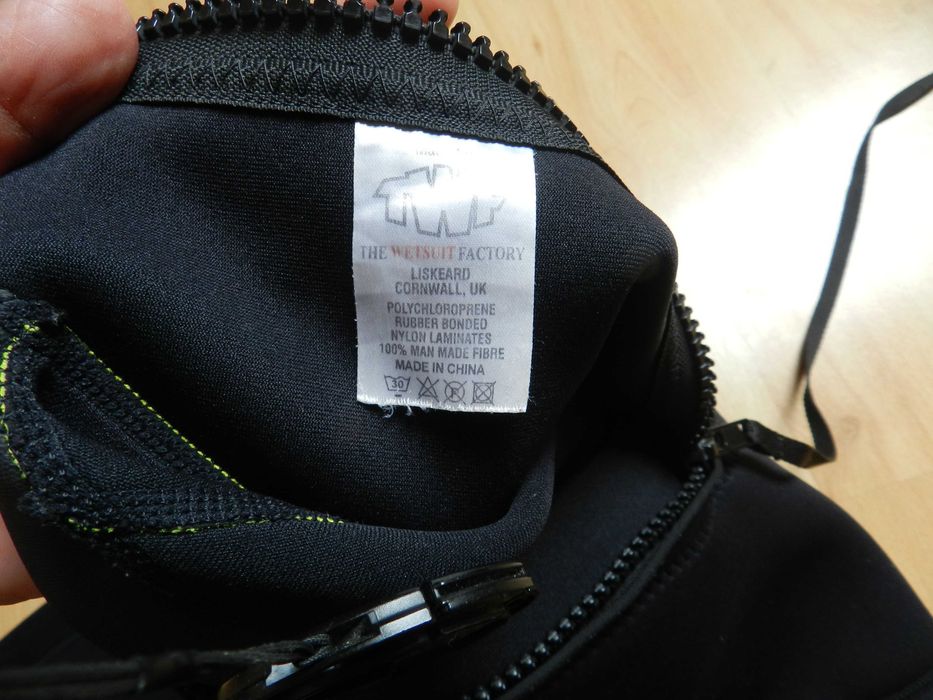 TWF
THE WETSUIT FACTORY
LISKEARD
CORNWALL, UK
POLYCHLOROPRENE
RUBBER BONDED
NYLON LAMINATES
100% MAN MADE FIBRE
MADE IN CHINA
30